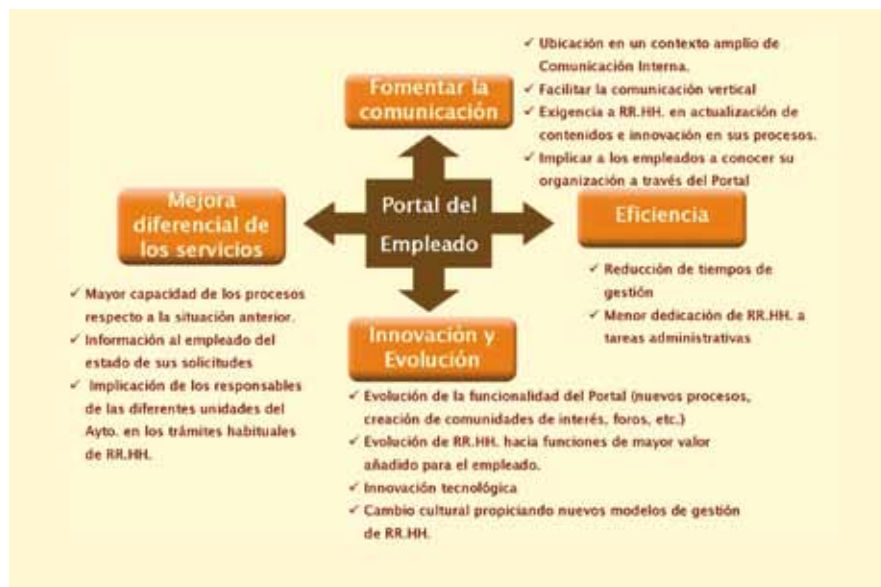 ✓ Ubicación en un contexto amplio de
Comunicación Interna.
✓ Facilitar la comunicación vertical
✓ Exigencia a RR.HH. en actualización de
contenidos e innovación en sus procesos.
✓ Implicar a los empleados a conocer su
organización a través del Portal
Fomentar la
comunicación
Mejora
diferencial de
los servicios
Portal del
Empleado
Eficiencia
✓ Reducción de tiempos de
gestión
✓ Menor dedicación de RR.HH. a
tareas administrativas
✓ Mayor capacidad de los procesos
respecto a la situación anterior.
✓ Información al empleado del
estado de sus solicitudes
✓ Implicación de los responsables
de las diferentes unidades del
Ayto. en los trámites habituales
de RR.HH.
Innovación y
Evolución
✓ Evolución de la funcionalidad del Portal (nuevos procesos,
creación de comunidades de interés, foros, etc.)
✓ Evolución de RR.HH. hacia funciones de mayor valor
añadido para el empleado.
✓ Innovación tecnológica
✓ Cambio cultural propiciando nuevos modelos de gestión
de RR.HH.